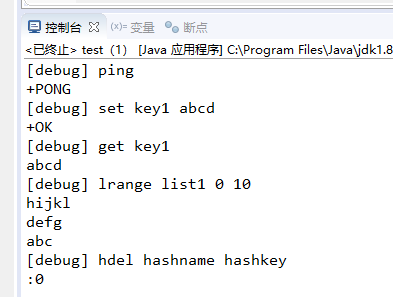 控制台 变量 断点
<已终止> test（1） [Java 应用程序] C:\Program Files\Java\jdk1.8
[debug] ping
+PONG
[debug] set key1 abcd
+OK
[debug] get key1
abcd
[debug] lrange list1 0 10
hijkl
defg
abc
[debug] hdel hashname hashkey
:0